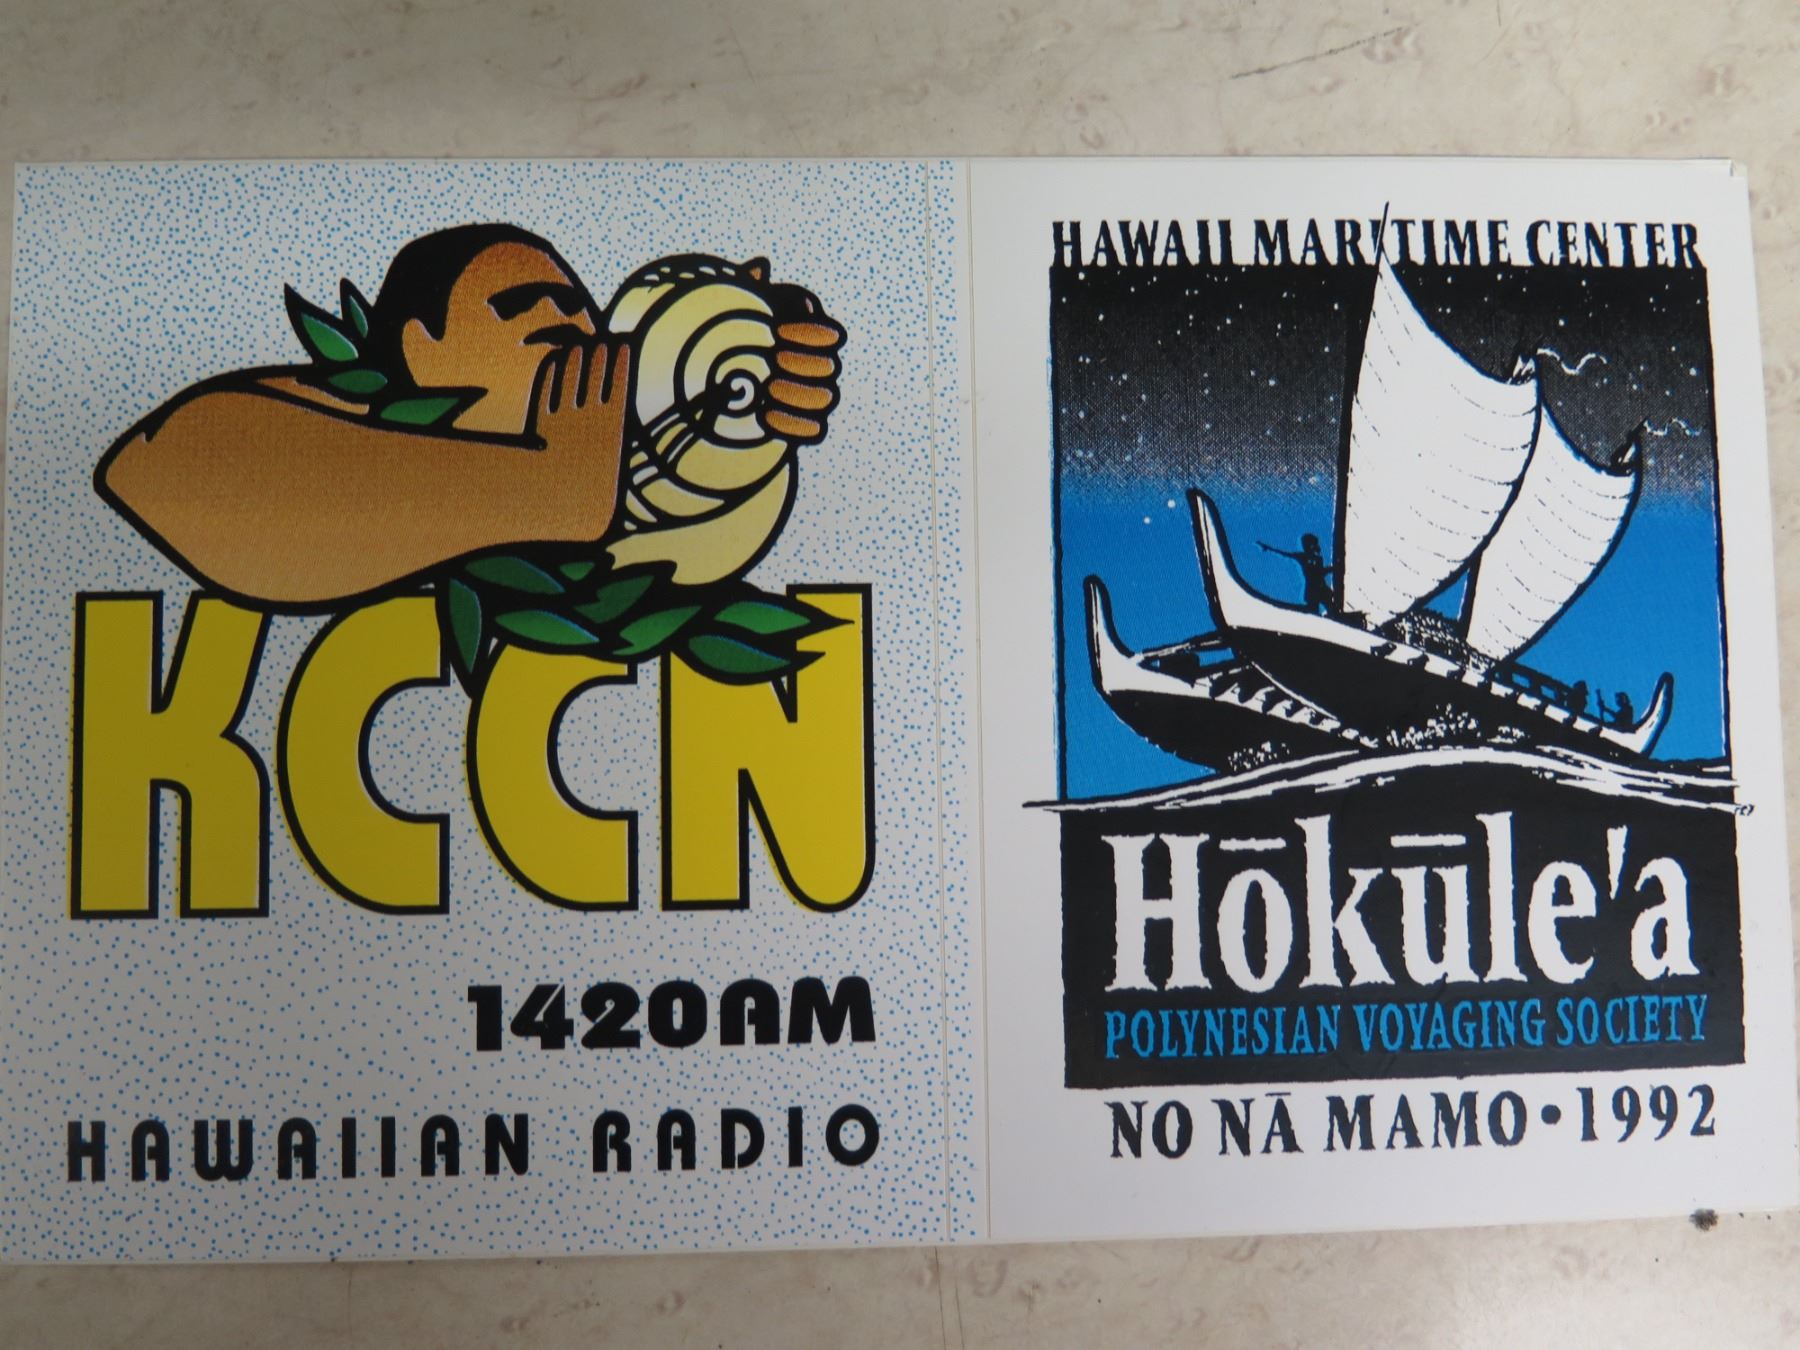 KCCN
1420AM
HAWAIIAN RADIO
HAWAII MARITIME CENTER
Hōkūle'a
POLYNESIAN VOYAGING SOCIETY
NO NĀ MAMO • 1992